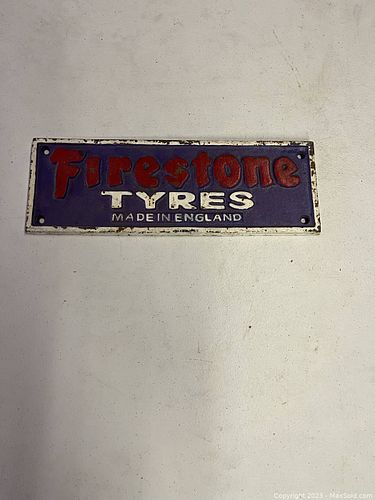 Firestone
TYRES
MADE IN ENGLAND
Copyright 2023 - MaxSold.com